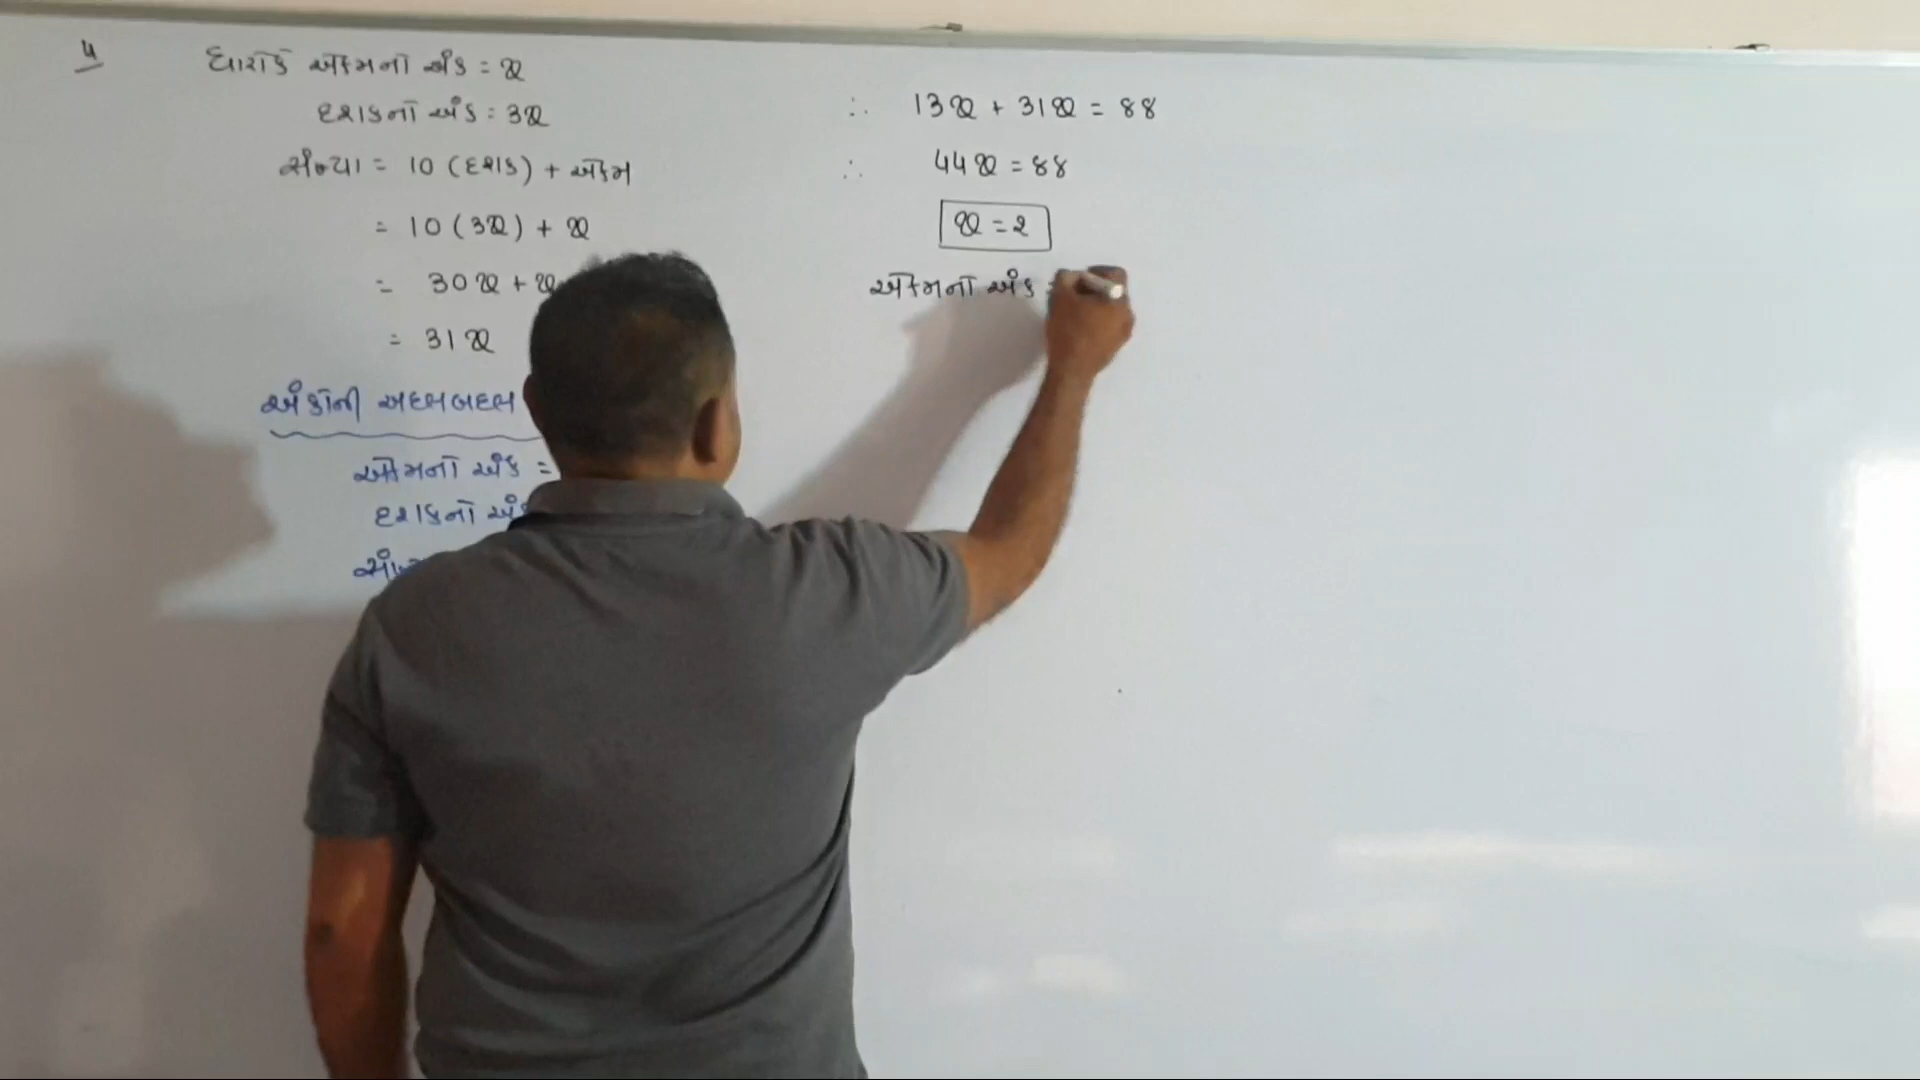 ૫
ધારોકે એકમનો અંક = x
દશકનો અંક = 3x
સંખ્યા = 10 (દશક) + એકમ
= 10 (3x) + x
= 30x + x
= 31x
અંકોની અદલબદલ
એકમનો અંક =
દશકનો અંક
∴ 13x + 31x = 88
∴ 44x = 88
x = 2
એકમનો અંક =